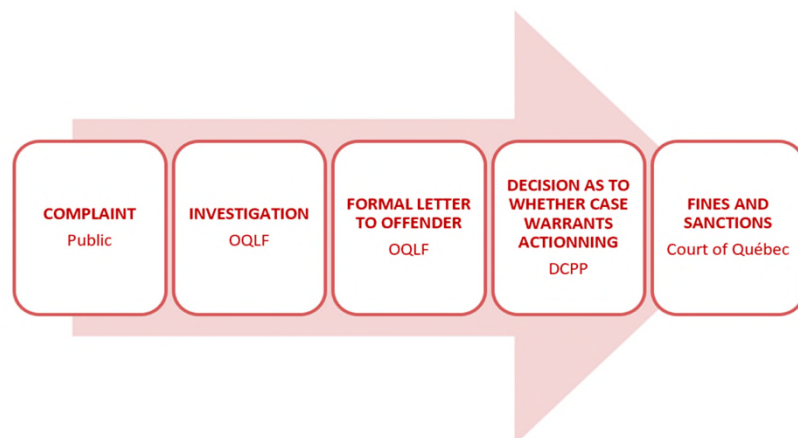 COMPLAINT
Public
INVESTIGATION
OQLF
FORMAL LETTER
TO OFFENDER
OQLF
DECISION AS TO
WHETHER CASE
WARRANTS
ACTIONNING
DCPP
FINES AND
SANCTIONS
Court of Québec